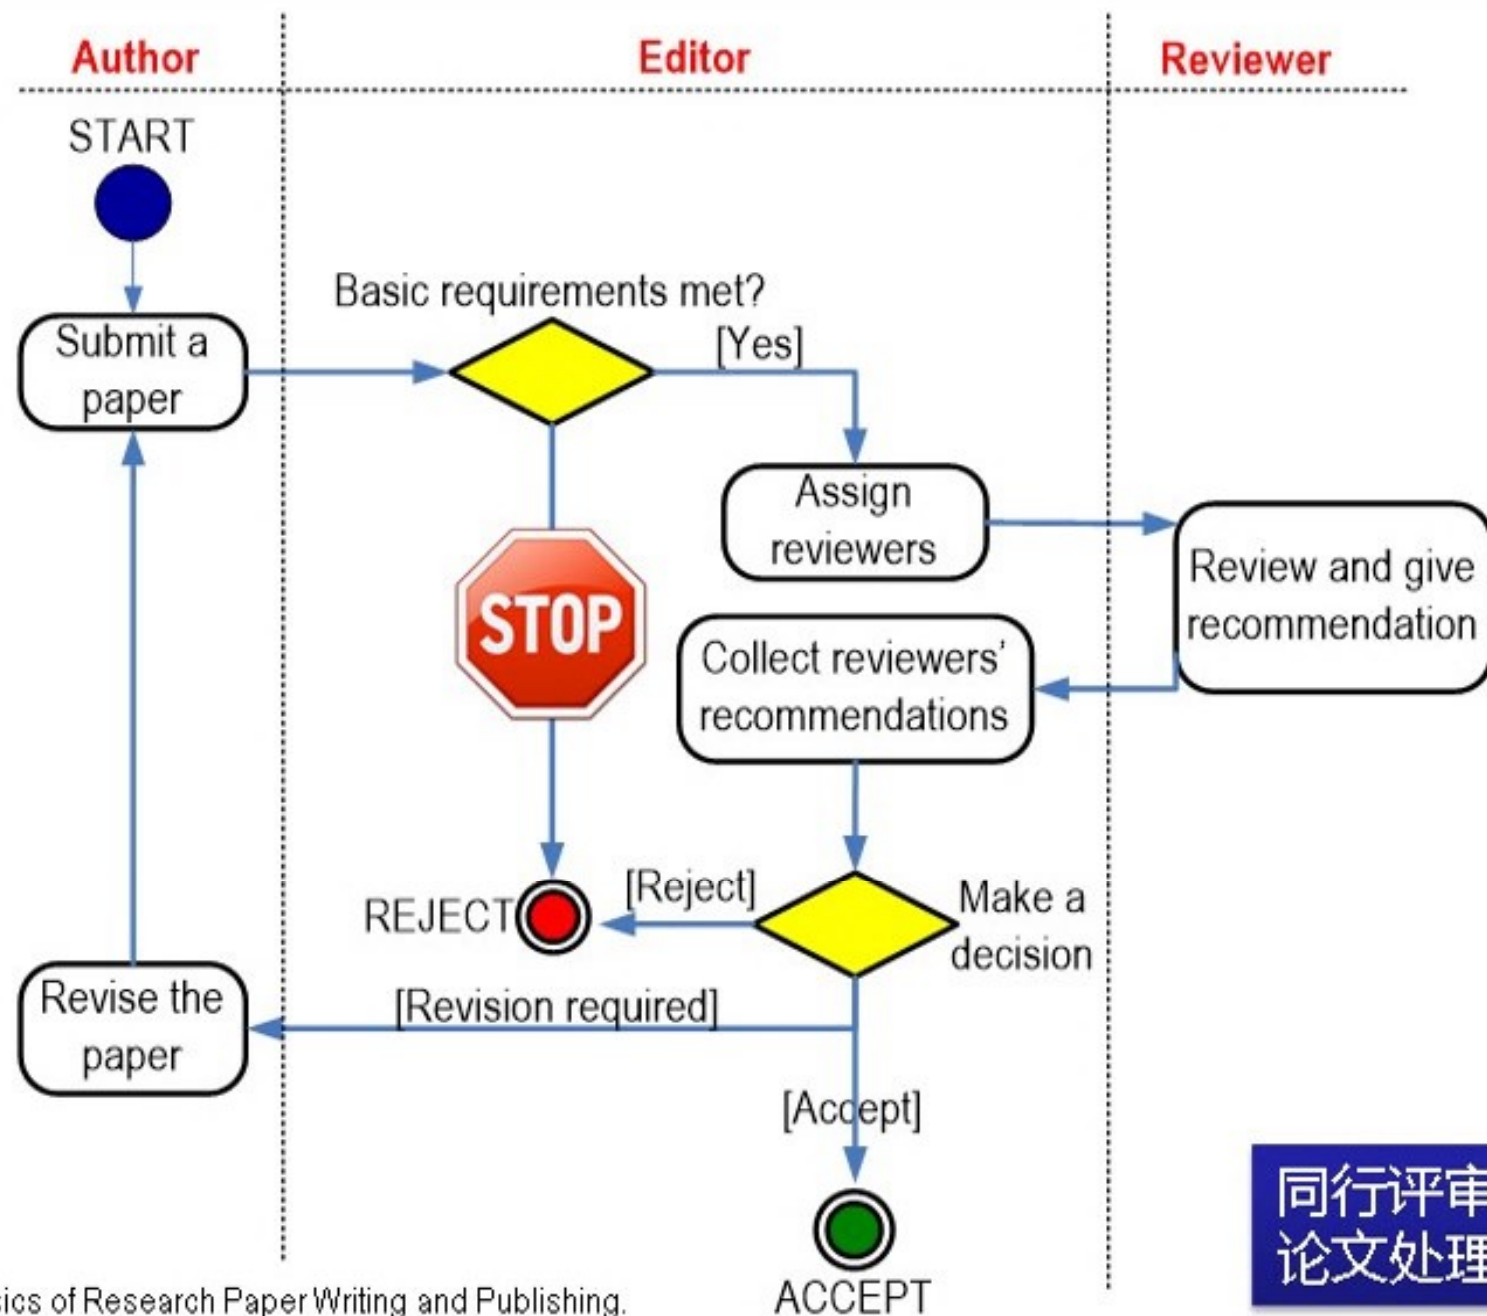 Author
Editor
Reviewer
START
Basic requirements met?
[Yes]
Submit a
paper
Assign
reviewers
Review and give
recommendation
STOP
Collect reviewers’
recommendations
[Reject]
REJECT
Make a
decision
Revise the
paper
[Revision required]
[Accept]
同行评审
论文处理
of Research Paper Writing and Publishing.
ACCEPT